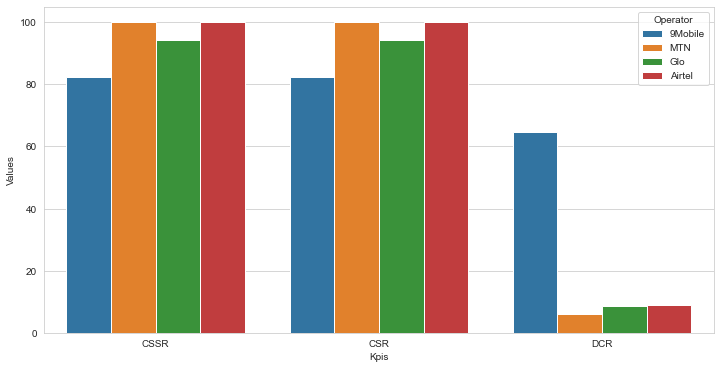 Operator
9Mobile
MTN
Glo
Airtel
100
80
60
40
20
0
Values
CSSR
CSR
DCR
Kpis